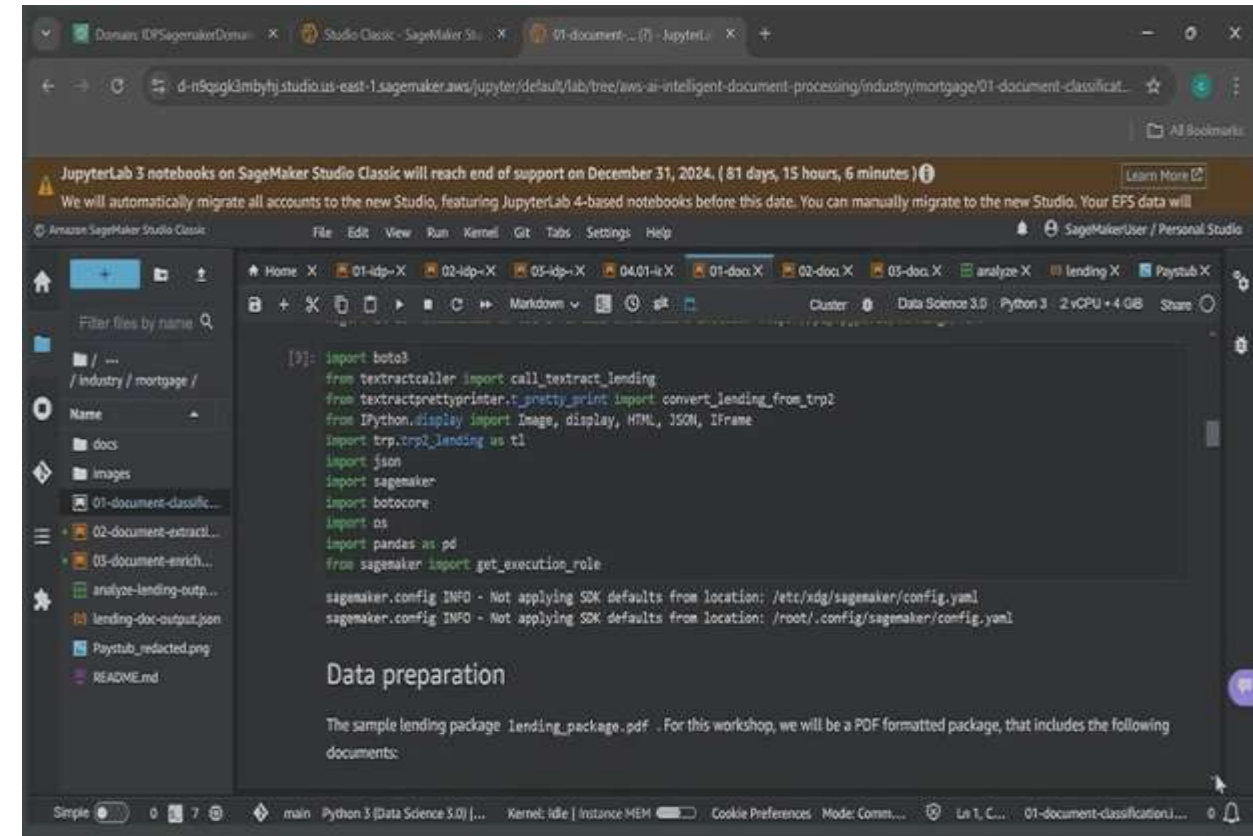 Domain: IDPSagemakerDomain
Studio Classic - SageMaker Stu
01-document-... (7) - JupyterLa
d-n9qsgk3mbyhj.studio.us-east-1.sagemaker.aws/jupyter/default/lab/tree/aws-ai-intelligent-document-processing/industry/mortgage/01-document-classificat...
All Bookmarks
JupyterLab 3 notebooks on SageMaker Studio Classic will reach end of support on December 31, 2024. ( 81 days, 15 hours, 6 minutes )
Learn More
We will automatically migrate all accounts to the new Studio, featuring JupyterLab 4-based notebooks before this date. You can manually migrate to the new Studio. Your EFS data will
© Amazon SageMaker Studio Classic
File Edit View Run Kernel Git Tabs Settings Help
SageMakerUser / Personal Studio
Home 01-idp- 02-idp- 03-idp- 04.01-i 01-doc 02-doc 03-doc analyze lending Paystub
Markdown git Cluster Data Science 3.0 Python 3 2 vCPU + 4 GiB Share
Filter files by name
/ ...
/ industry / mortgage /
Name
docs
images
01-document-classific...
02-document-extracti...
03-document-enrich...
analyze-lending-outp...
lending-doc-output.json
Paystub_redacted.png
README.md
[3]: import boto3
from textractcaller import call_textract_lending
from textractprettyprinter.t_pretty_print import convert_lending_from_trp2
from IPython.display import Image, display, HTML, JSON, IFrame
import trp.trp2_lending as tl
import json
import sagemaker
import botocore
import os
import pandas as pd
from sagemaker import get_execution_role
sagemaker.config INFO - Not applying SDK defaults from location: /etc/xdg/sagemaker/config.yaml
sagemaker.config INFO - Not applying SDK defaults from location: /root/.config/sagemaker/config.yaml
Data preparation
The sample lending package lending_package.pdf . For this workshop, we will be a PDF formatted package, that includes the following
documents:
Simple 0 7 main Python 3 (Data Science 3.0) |... Kernel: Idle | Instance MEM Cookie Preferences Mode: Comm... Ln 1, C... 01-document-classification.i... 0